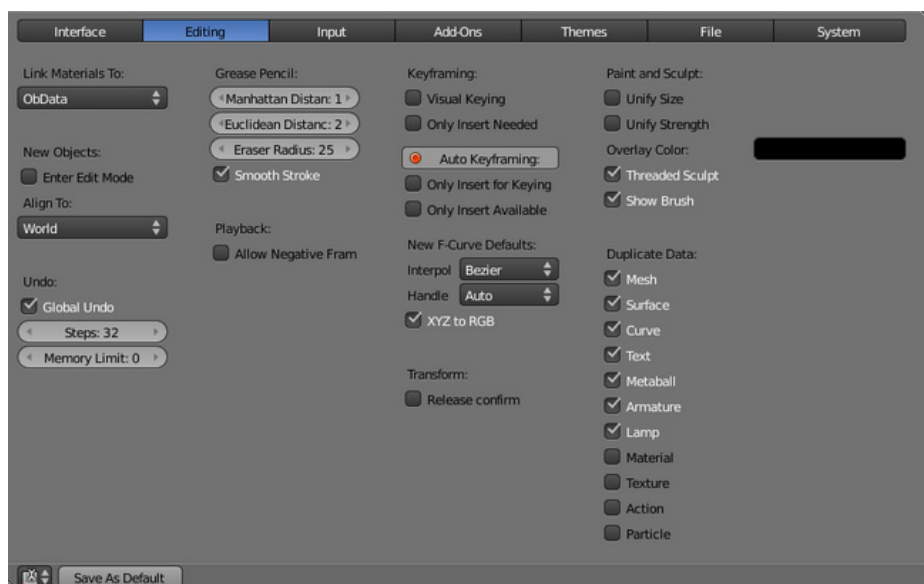 Interface Editing Input Add-Ons Themes File System
Link Materials To:
ObData
New Objects:
Enter Edit Mode
Align To:
World
Undo:
Global Undo
Steps: 32
Memory Limit: 0
Grease Pencil:
Manhattan Distan: 1
Euclidean Distanc: 2
Eraser Radius: 25
Smooth Stroke
Playback:
Allow Negative Fram
Keyframing:
Visual Keying
Only Insert Needed
Auto Keyframing:
Only Insert for Keying
Only Insert Available
New F-Curve Defaults:
Interpol Bezier
Handle Auto
XYZ to RGB
Transform:
Release confirm
Paint and Sculpt:
Unify Size
Unify Strength
Overlay Color:
Threaded Sculpt
Show Brush
Duplicate Data:
Mesh
Surface
Curve
Text
Metaball
Armature
Lamp
Material
Texture
Action
Particle
Save As Default